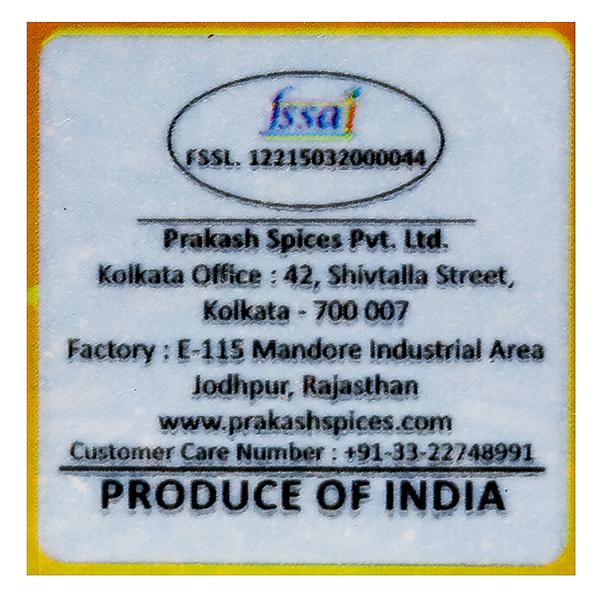 fssai
FSSL. 12215032000044
Prakash Spices Pvt. Ltd.
Kolkata Office : 42, Shivtalla Street,
Kolkata - 700 007
Factory : E-115 Mandore Industrial Area
Jodhpur, Rajasthan
www.prakashspices.com
Customer Care Number : +91-33-22748991
PRODUCE OF INDIA